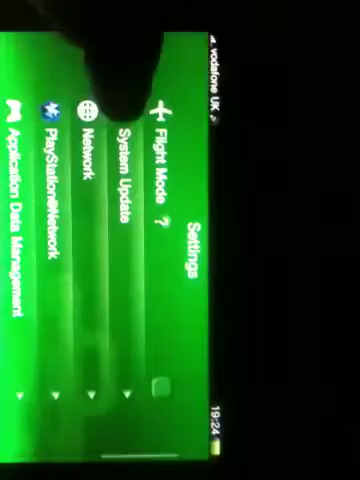 vodafone UK
19:24
Settings
Flight Mode ?
System Update
Network
PlayStation®Network
Application Data Management